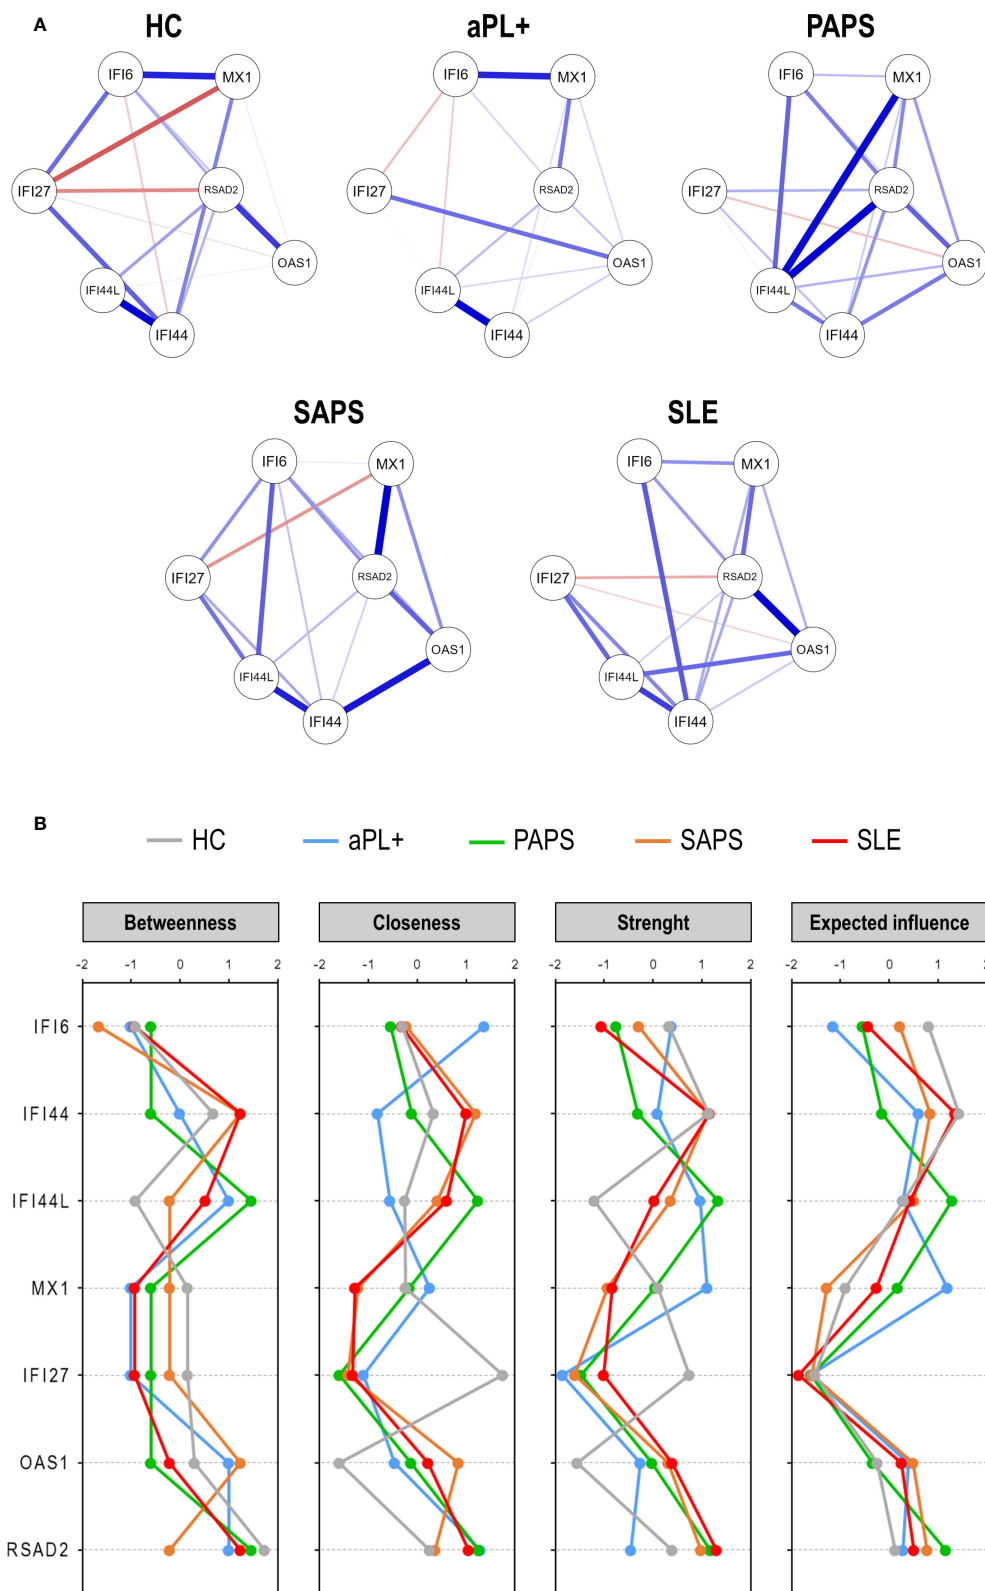 A
HC
aPL+
PAPS
IFI6
MX1
IFI27
RSAD2
OAS1
IFI44L
IFI44
IFI6
MX1
IFI27
RSAD2
OAS1
IFI44L
IFI44
IFI6
MX1
IFI27
RSAD2
OAS1
IFI44L
IFI44
SAPS
SLE
IFI6
MX1
IFI27
RSAD2
OAS1
IFI44L
IFI44
IFI6
MX1
IFI27
RSAD2
OAS1
IFI44L
IFI44
B
HC
aPL+
PAPS
SAPS
SLE
Betweenness
Closeness
Strenght
Expected influence
-2 -1 0 1 2
-2 -1 0 1 2
-2 -1 0 1 2
-2 -1 0 1 2
IFI6
IFI44
IFI44L
MX1
IFI27
OAS1
RSAD2